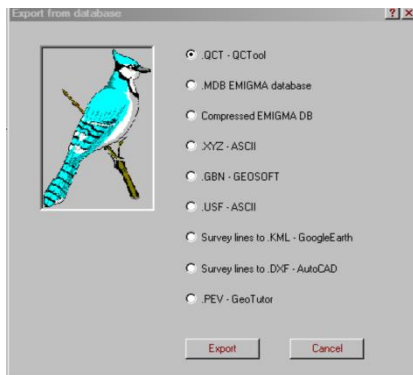 Export from database
.QCT - QCTool
.MDB EMIGMA database
Compressed EMIGMA DB
.XYZ - ASCII
.GBN - GEOSOFT
.USF - ASCII
Survey lines to .KML - GoogleEarth
Survey lines to .DXF - AutoCAD
.PEV - GeoTutor
Export
Cancel